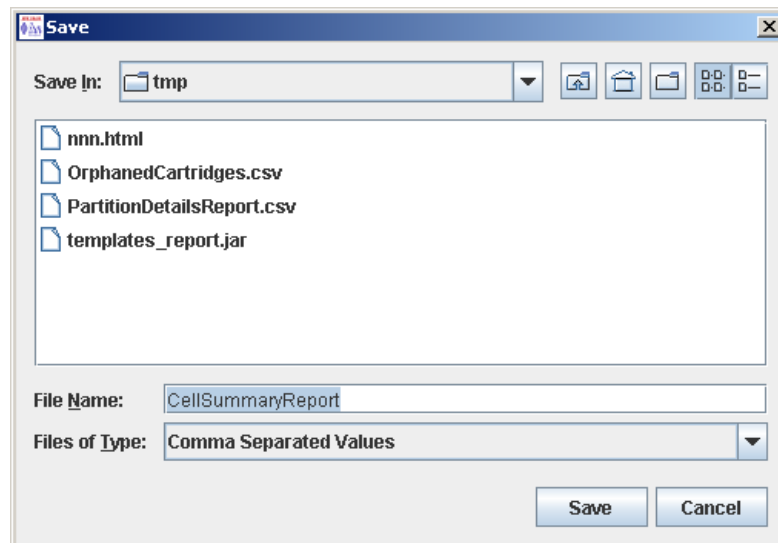 Save
Save In: tmp
nnn.html
OrphanedCartridges.csv
PartitionDetailsReport.csv
templates_report.jar
File Name: CellSummaryReport
Files of Type: Comma Separated Values
Save Cancel